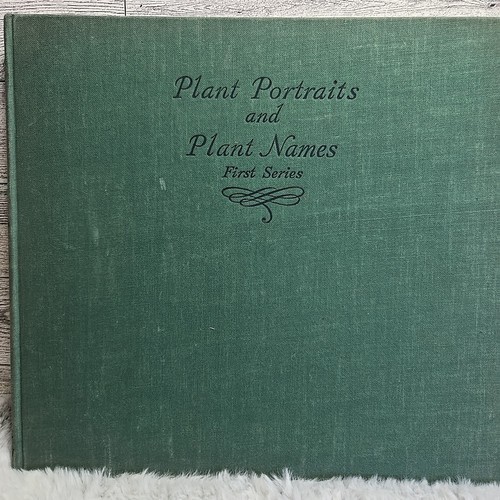 Plant Portraits
and
Plant Names
First Series